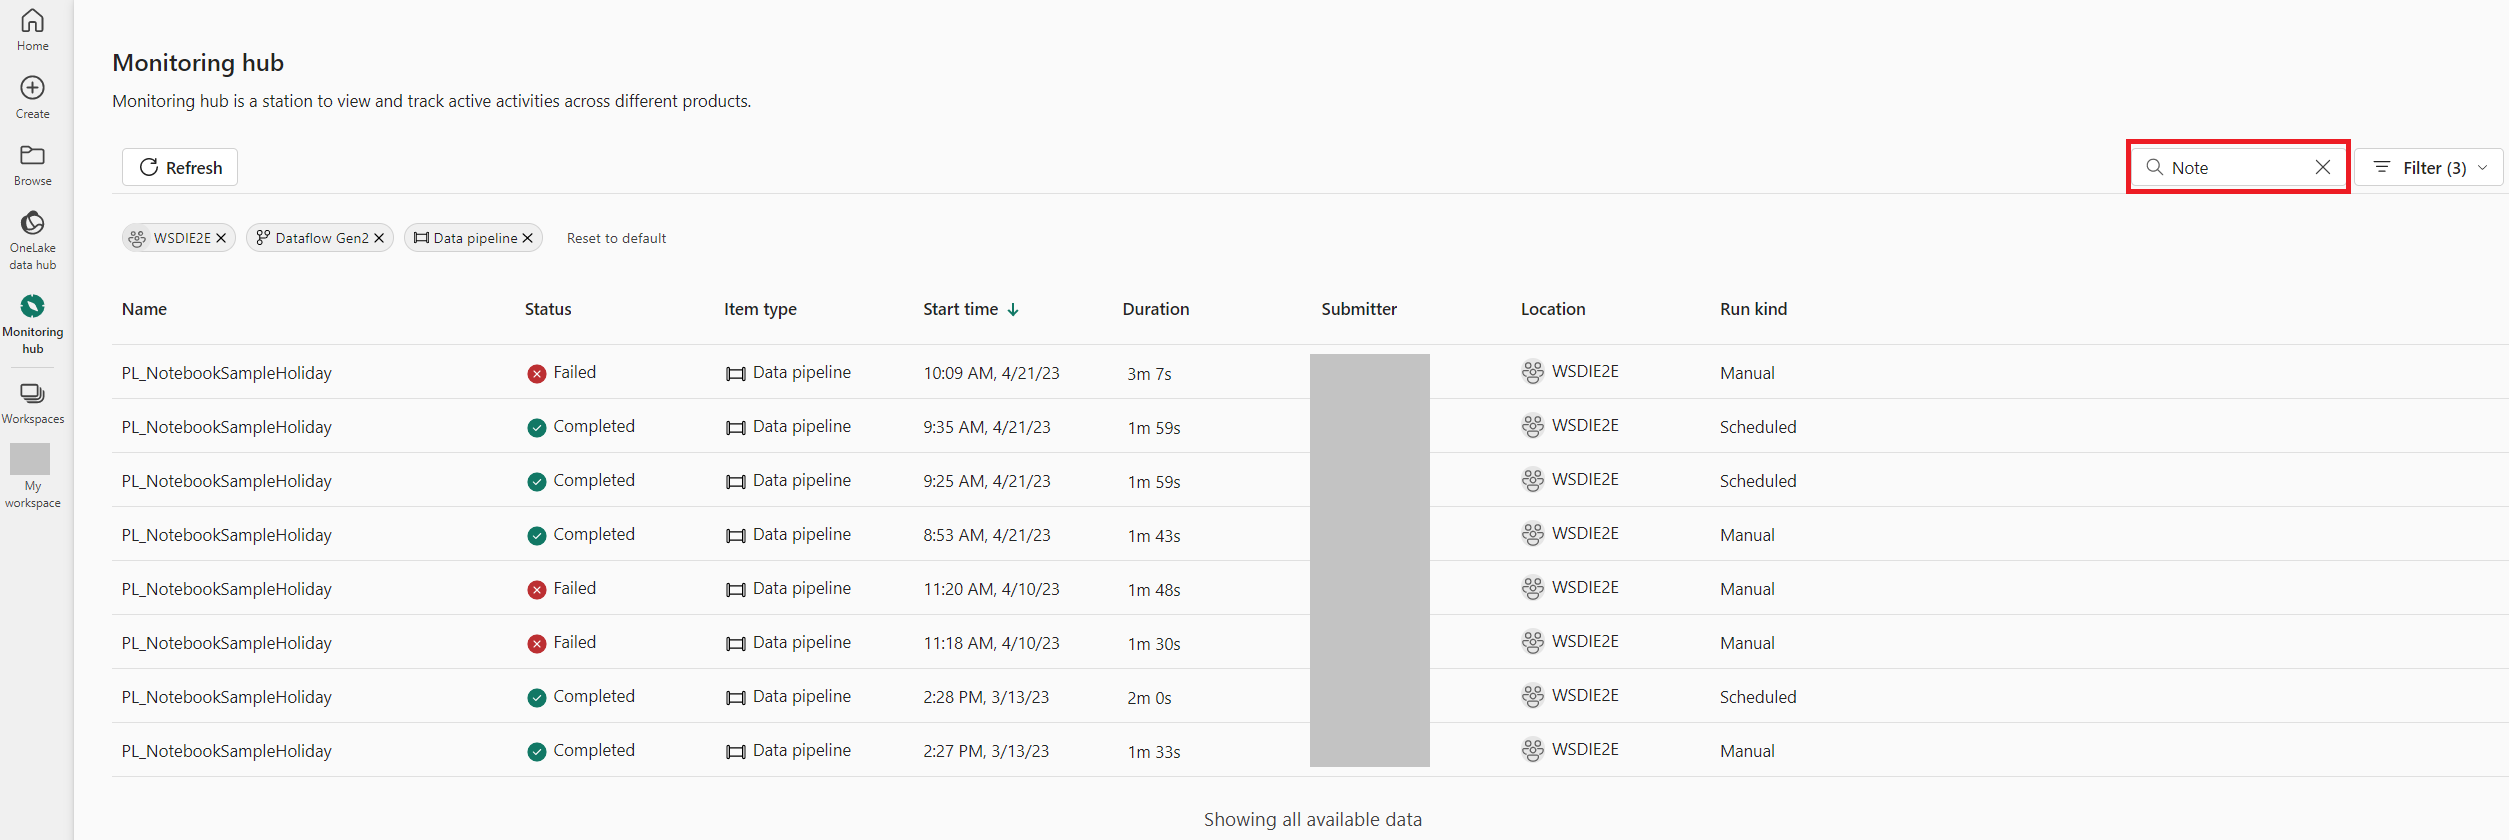 Home
Create
Browse
OneLake
data hub
Monitoring
hub
Workspaces
My
workspace
Monitoring hub
Monitoring hub is a station to view and track active activities across different products.
Refresh
Note
Filter (3)
WSDIE2E
Dataflow Gen2
Data pipeline
Reset to default
Name Status Item type Start time Duration Submitter Location Run kind
PL_NotebookSampleHoliday Failed Data pipeline 10:09 AM, 4/21/23 3m 7s WSDIE2E Manual
PL_NotebookSampleHoliday Completed Data pipeline 9:35 AM, 4/21/23 1m 59s WSDIE2E Scheduled
PL_NotebookSampleHoliday Completed Data pipeline 9:25 AM, 4/21/23 1m 59s WSDIE2E Scheduled
PL_NotebookSampleHoliday Completed Data pipeline 8:53 AM, 4/21/23 1m 43s WSDIE2E Manual
PL_NotebookSampleHoliday Failed Data pipeline 11:20 AM, 4/10/23 1m 48s WSDIE2E Manual
PL_NotebookSampleHoliday Failed Data pipeline 11:18 AM, 4/10/23 1m 30s WSDIE2E Manual
PL_NotebookSampleHoliday Completed Data pipeline 2:28 PM, 3/13/23 2m 0s WSDIE2E Scheduled
PL_NotebookSampleHoliday Completed Data pipeline 2:27 PM, 3/13/23 1m 33s WSDIE2E Manual
Showing all available data